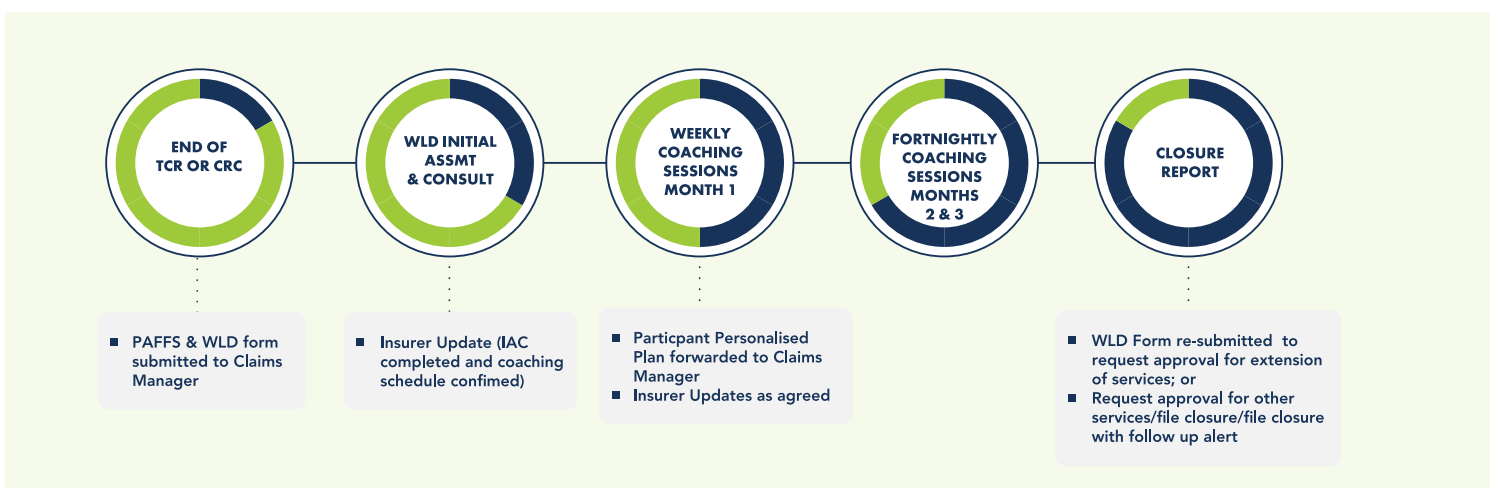 END OF
TCR OR CRC
WLD INITIAL
ASSMT
& CONSULT
WEEKLY
COACHING
SESSIONS
MONTH 1
FORTNIGHTLY
COACHING
SESSIONS
MONTHS
2 & 3
CLOSURE
REPORT
PAFFS & WLD form
submitted to Claims
Manager
Insurer Update (IAC
completed and coaching
schedule confimed)
Particpant Personalised
Plan forwarded to Claims
Manager
Insurer Updates as agreed
WLD Form re-submitted to
request approval for extension
of services; or
Request approval for other
services/file closure/file closure
with follow up alert